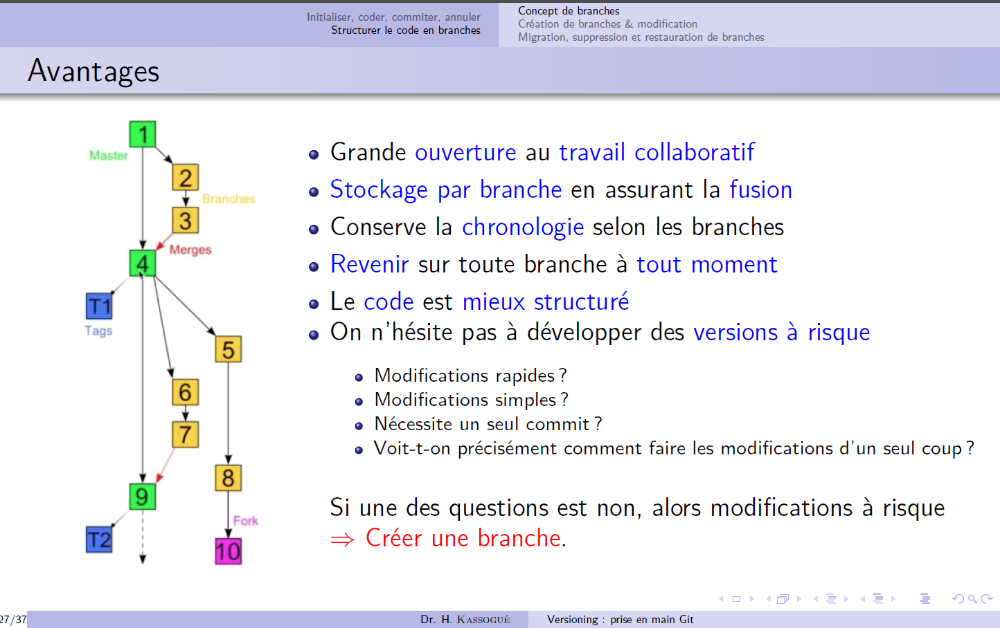 Initialiser, coder, commiter, annuler
Structurer le code en branches
Concept de branches
Création de branches & modification
Migration, suppression et restauration de branches
Avantages
1
Master
2
Branches
3
Merges
4
T1
Tags
5
6
7
8
9
Fork
T2
10
Grande ouverture au travail collaboratif
Stockage par branche en assurant la fusion
Conserve la chronologie selon les branches
Revenir sur toute branche à tout moment
Le code est mieux structuré
On n'hésite pas à développer des versions à risque
Modifications rapides ?
Modifications simples ?
Nécessite un seul commit ?
Voit-t-on précisément comment faire les modifications d'un seul coup ?
Si une des questions est non, alors modifications à risque
⇒ Créer une branche.
27/37
Dr. H. KASSOGUÉ
Versioning : prise en main Git